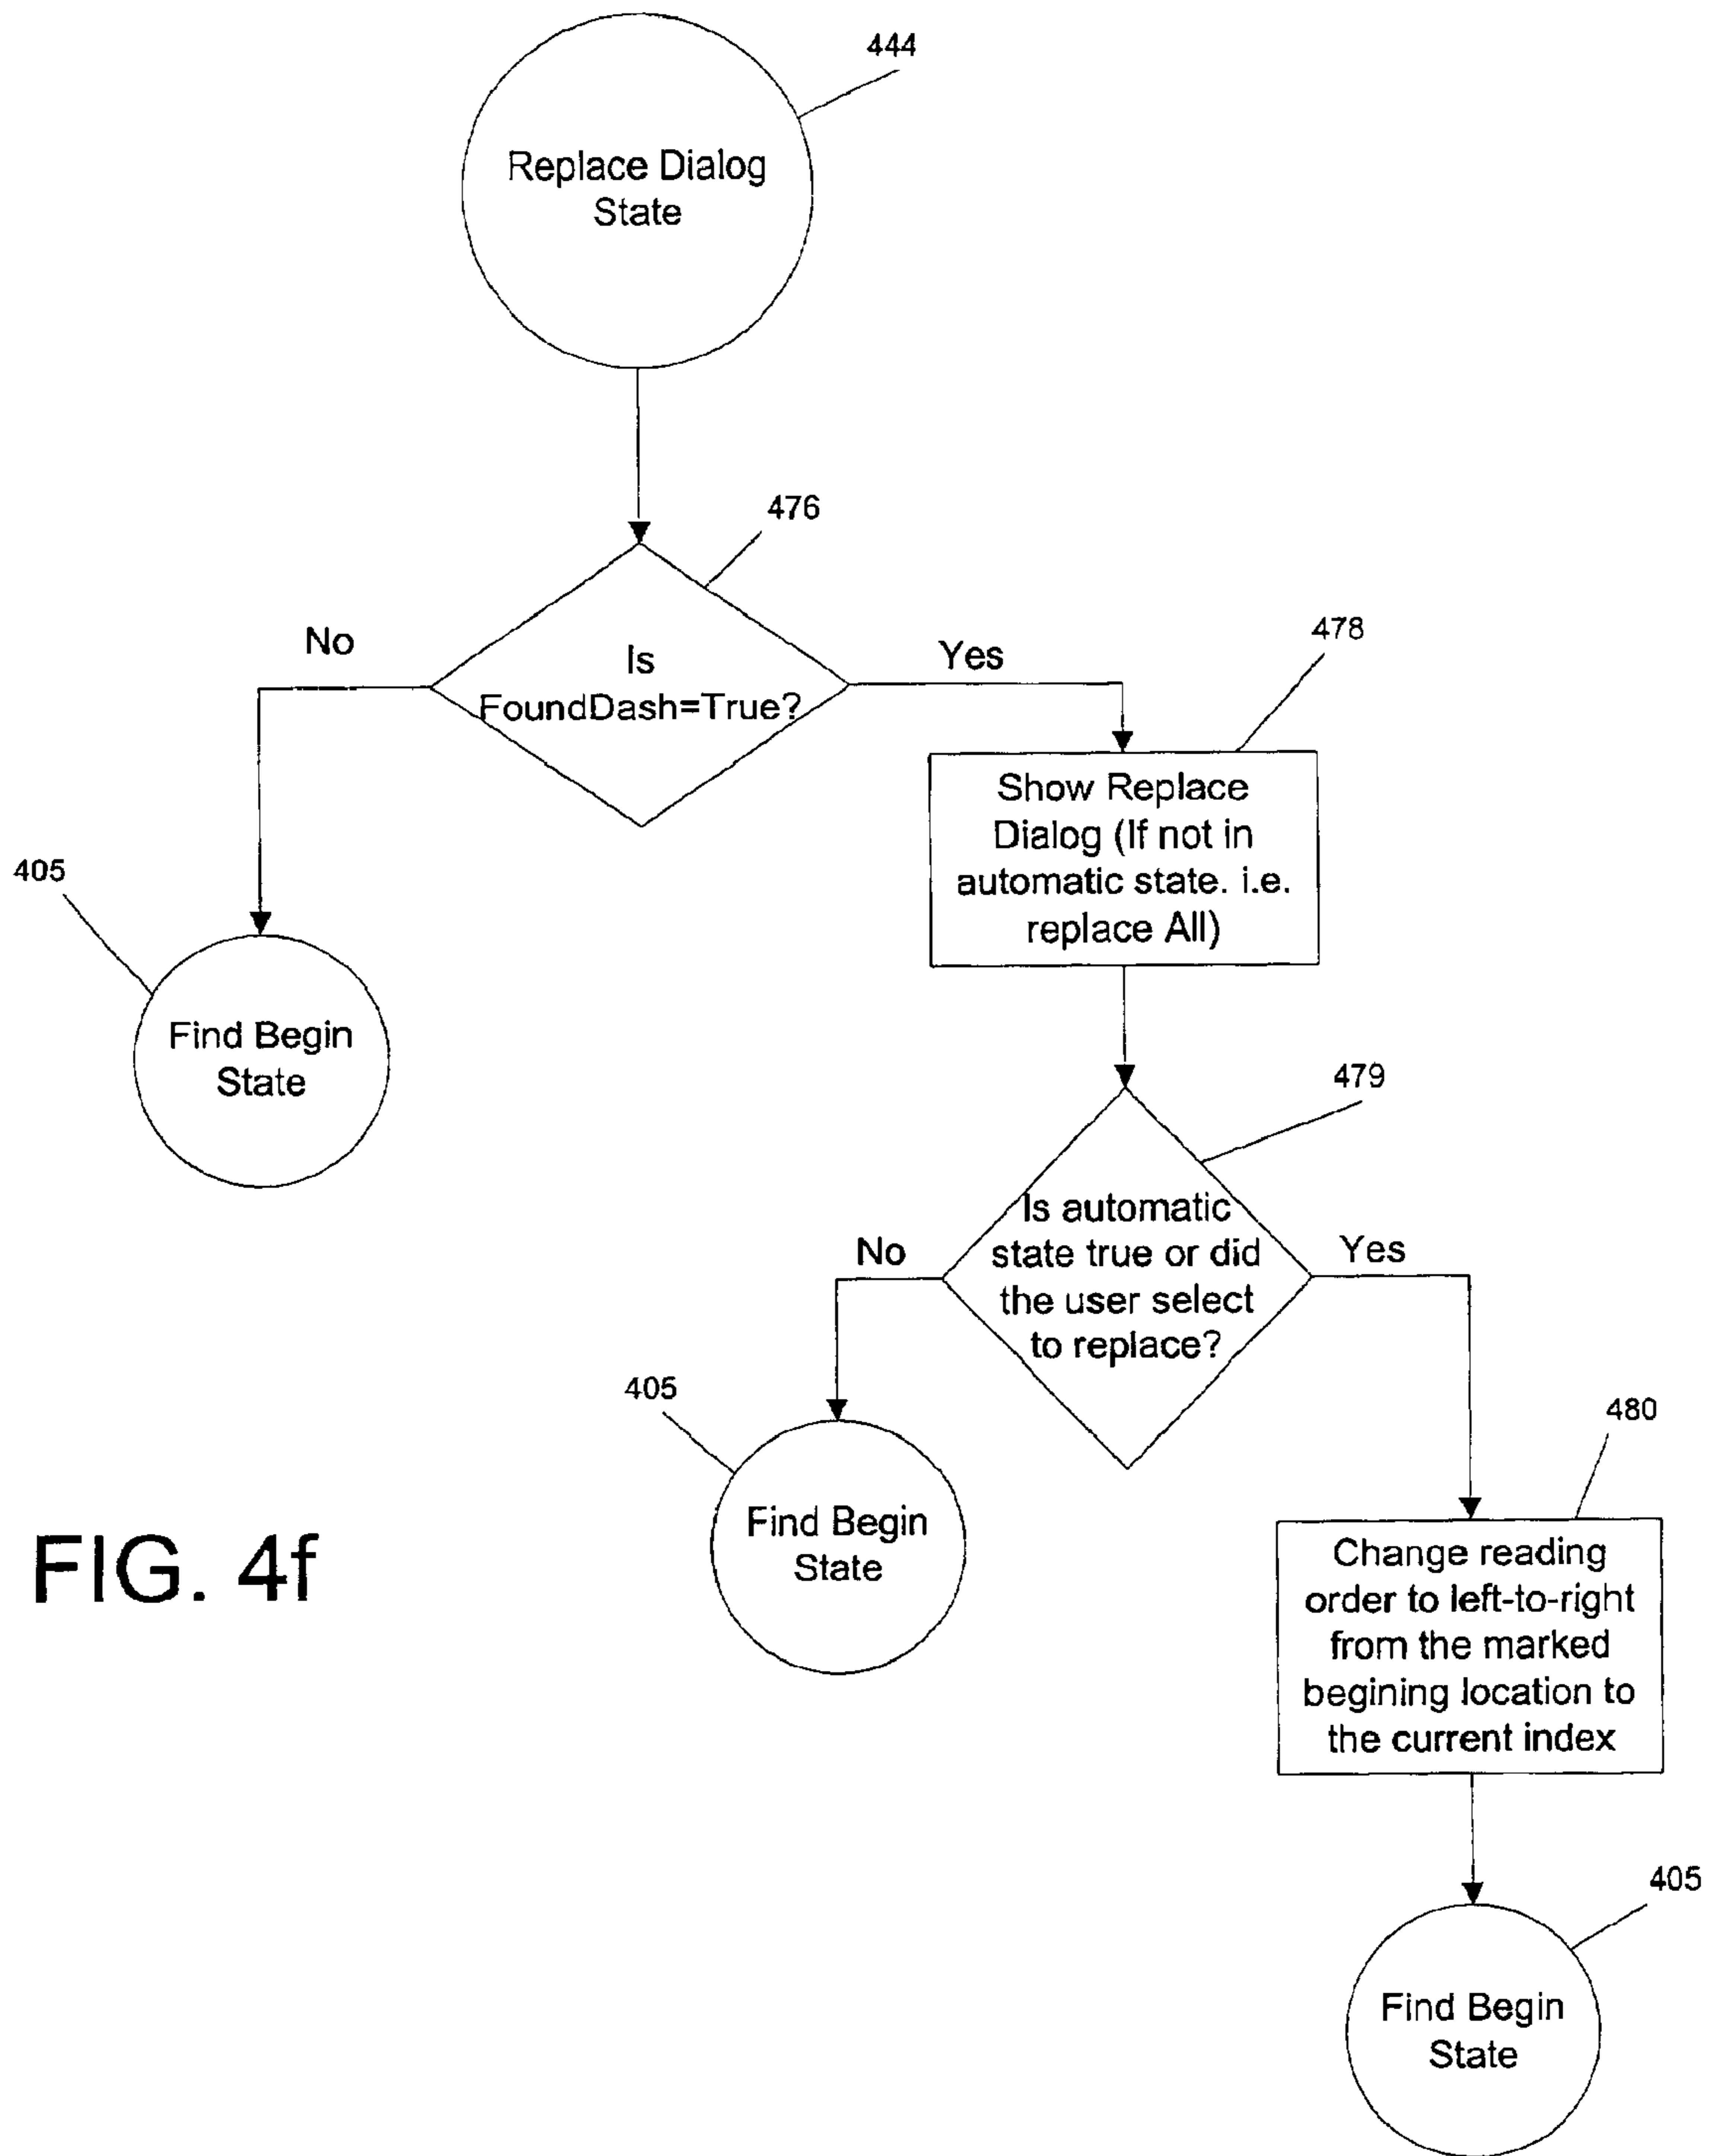 444
Replace Dialog
State
476
No
Is
FoundDash=True?
Yes
478
Show Replace
Dialog (If not in
automatic state. i.e.
replace All)
405
Find Begin
State
479
No
Is automatic
state true or did
the user select
to replace?
Yes
405
Find Begin
State
480
Change reading
order to left-to-right
from the marked
begining location to
the current index
FIG. 4f
405
Find Begin
State